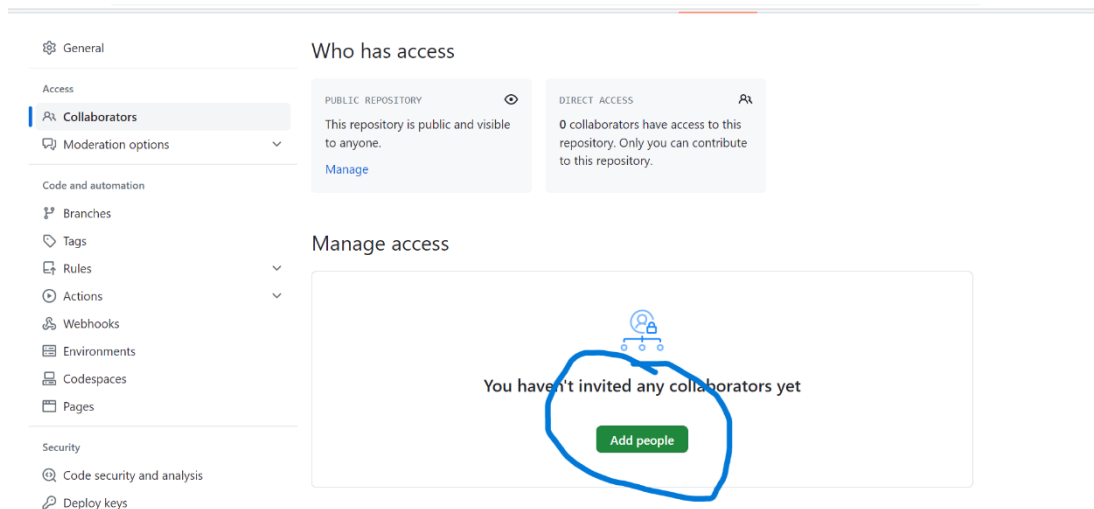 General
Access
Collaborators
Moderation options
Code and automation
Branches
Tags
Rules
Actions
Webhooks
Environments
Codespaces
Pages
Security
Code security and analysis
Deploy keys
Who has access
PUBLIC REPOSITORY
This repository is public and visible
to anyone.
Manage
DIRECT ACCESS
0 collaborators have access to this
repository. Only you can contribute
to this repository.
Manage access
You haven't invited any collaborators yet
Add people